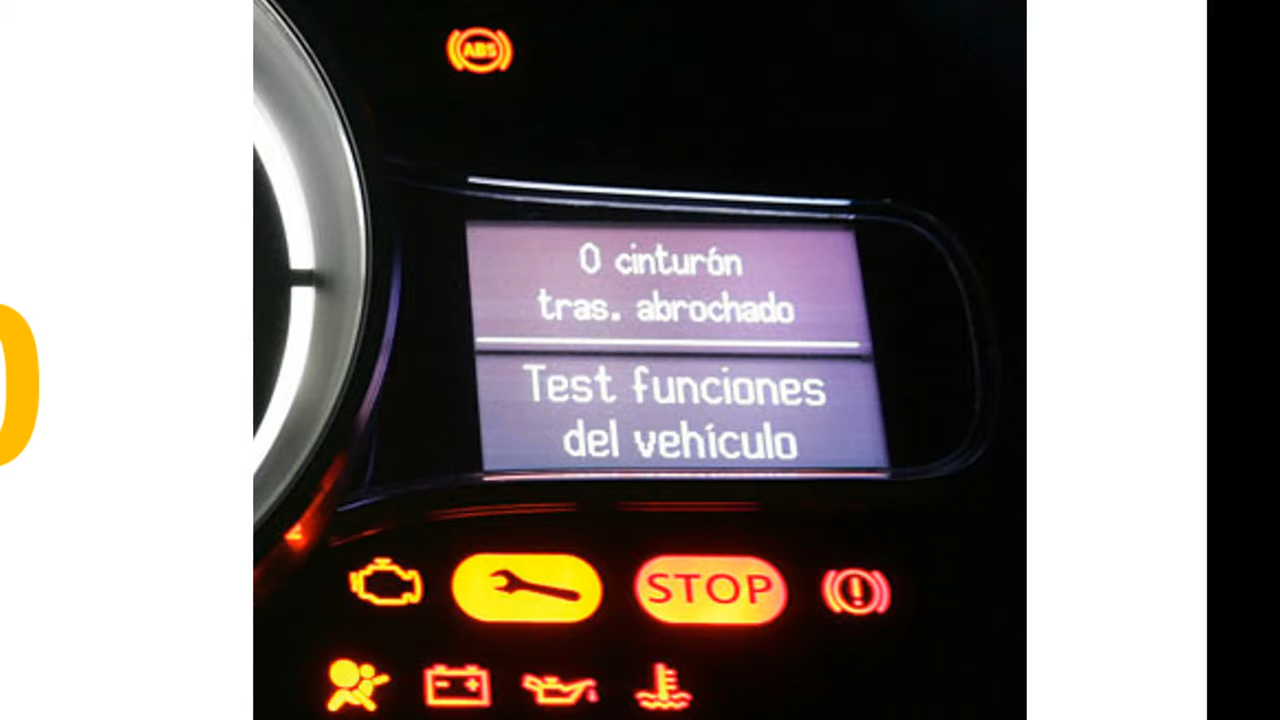 ABS
0 cinturón
tras. abrochado
Test funciones
del vehículo
STOP